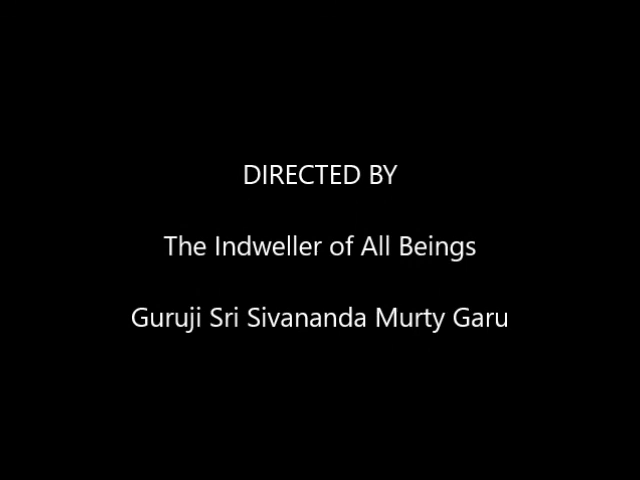 DIRECTED BY
The Indweller of All Beings
Guruji Sri Sivananda Murty Garu